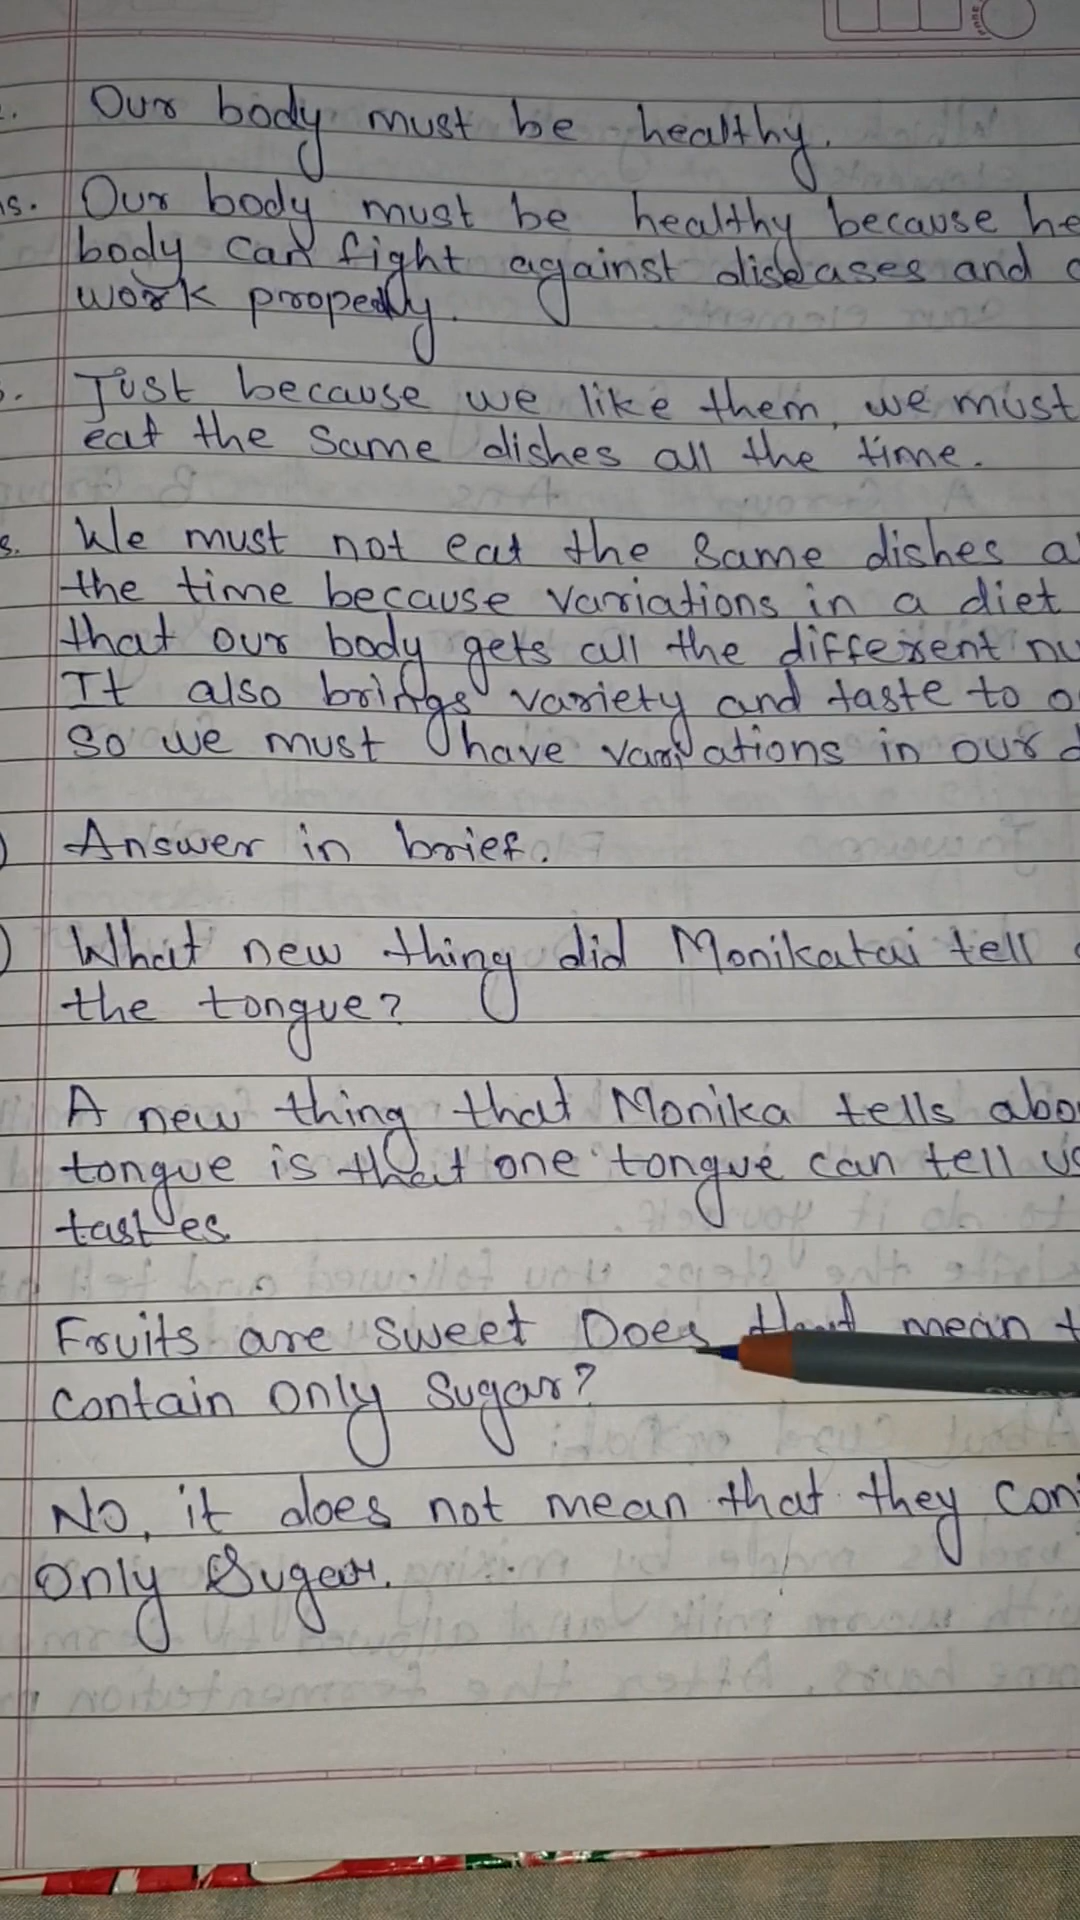 Our body must be healthy.
Our body must be healthy because he
body can fight against diseases and
work properly.
Just because we like them, we must
eat the same dishes all the time.
We must not eat the same dishes a
the time because variations in a diet
that our body gets all the different nu
It also brings variety and taste to o
So we must have variations in our d
Answer in brief.
What new thing did Monikatai tell
the tongue?
A new thing that Monika tells abo
tongue is that one tongue can tell us
tastes.
Fruits are sweet Does that mean t
contain only sugar?
No, it does not mean that they con
only Sugar.